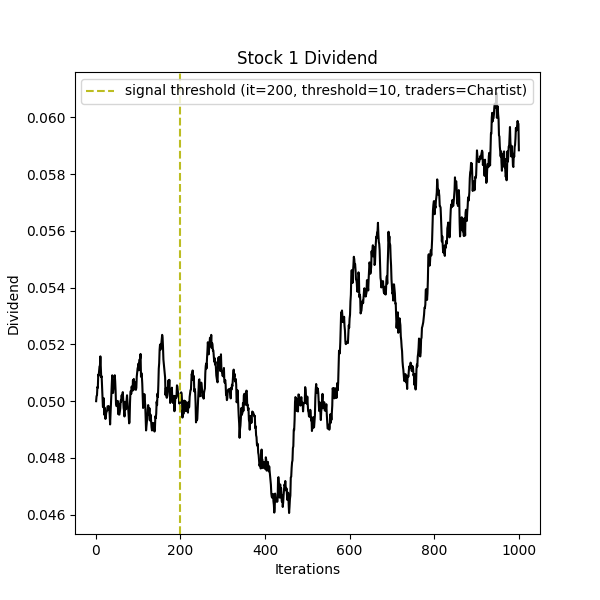 Stock 1 Dividend
signal threshold (it=200, threshold=10, traders=Chartist)
0.060
0.058
0.056
0.054
0.052
0.050
0.048
0.046
Dividend
0 200 400 600 800 1000
Iterations